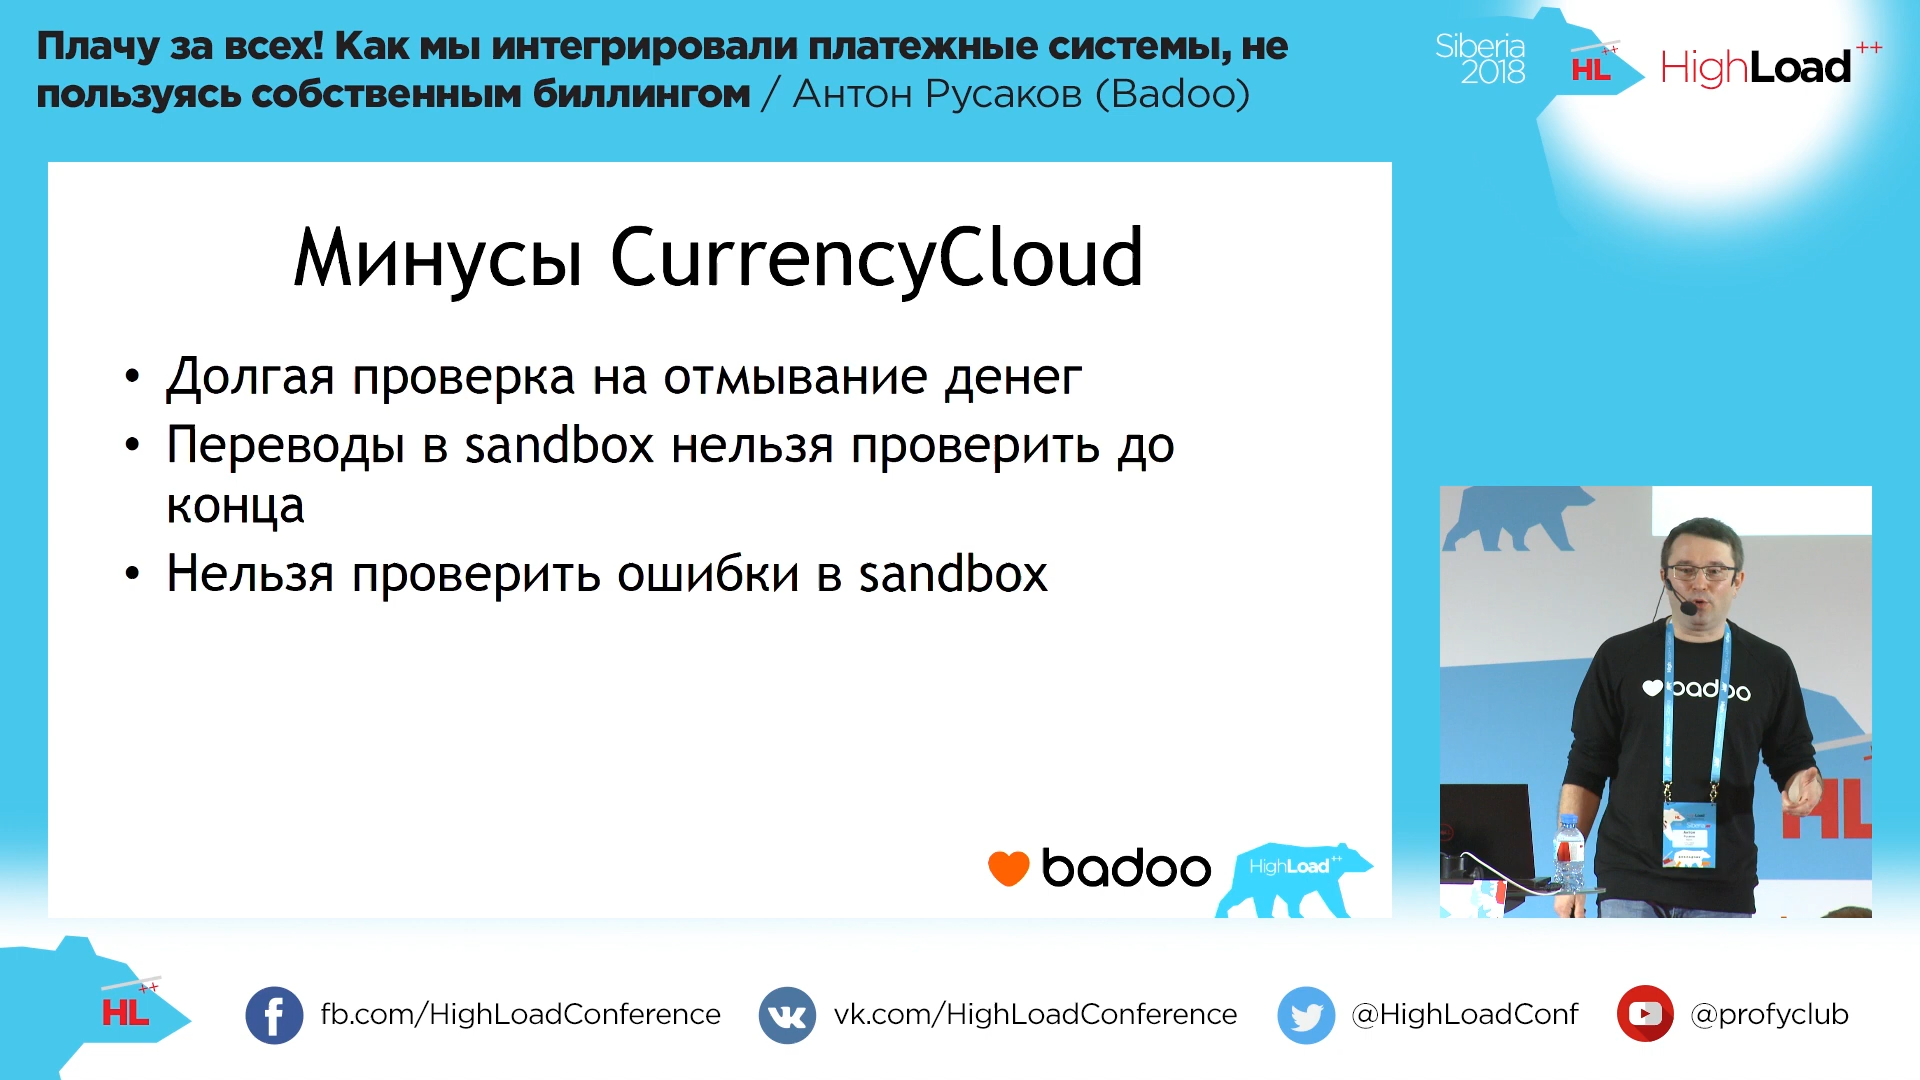 Плачу за всех! Как мы интегрировали платежные системы, не
пользуясь собственным биллингом / Антон Русаков (Badoo)
Siberia
2018
HL++
HighLoad++
Минусы CurrencyCloud
• Долгая проверка на отмывание денег
• Переводы в sandbox нельзя проверить до
конца
• Нельзя проверить ошибки в sandbox
badoo
HighLoad++
badoo
HL
HL++
fb.com/HighLoadConference
vk.com/HighLoadConference
@HighLoadConf
@profyclub